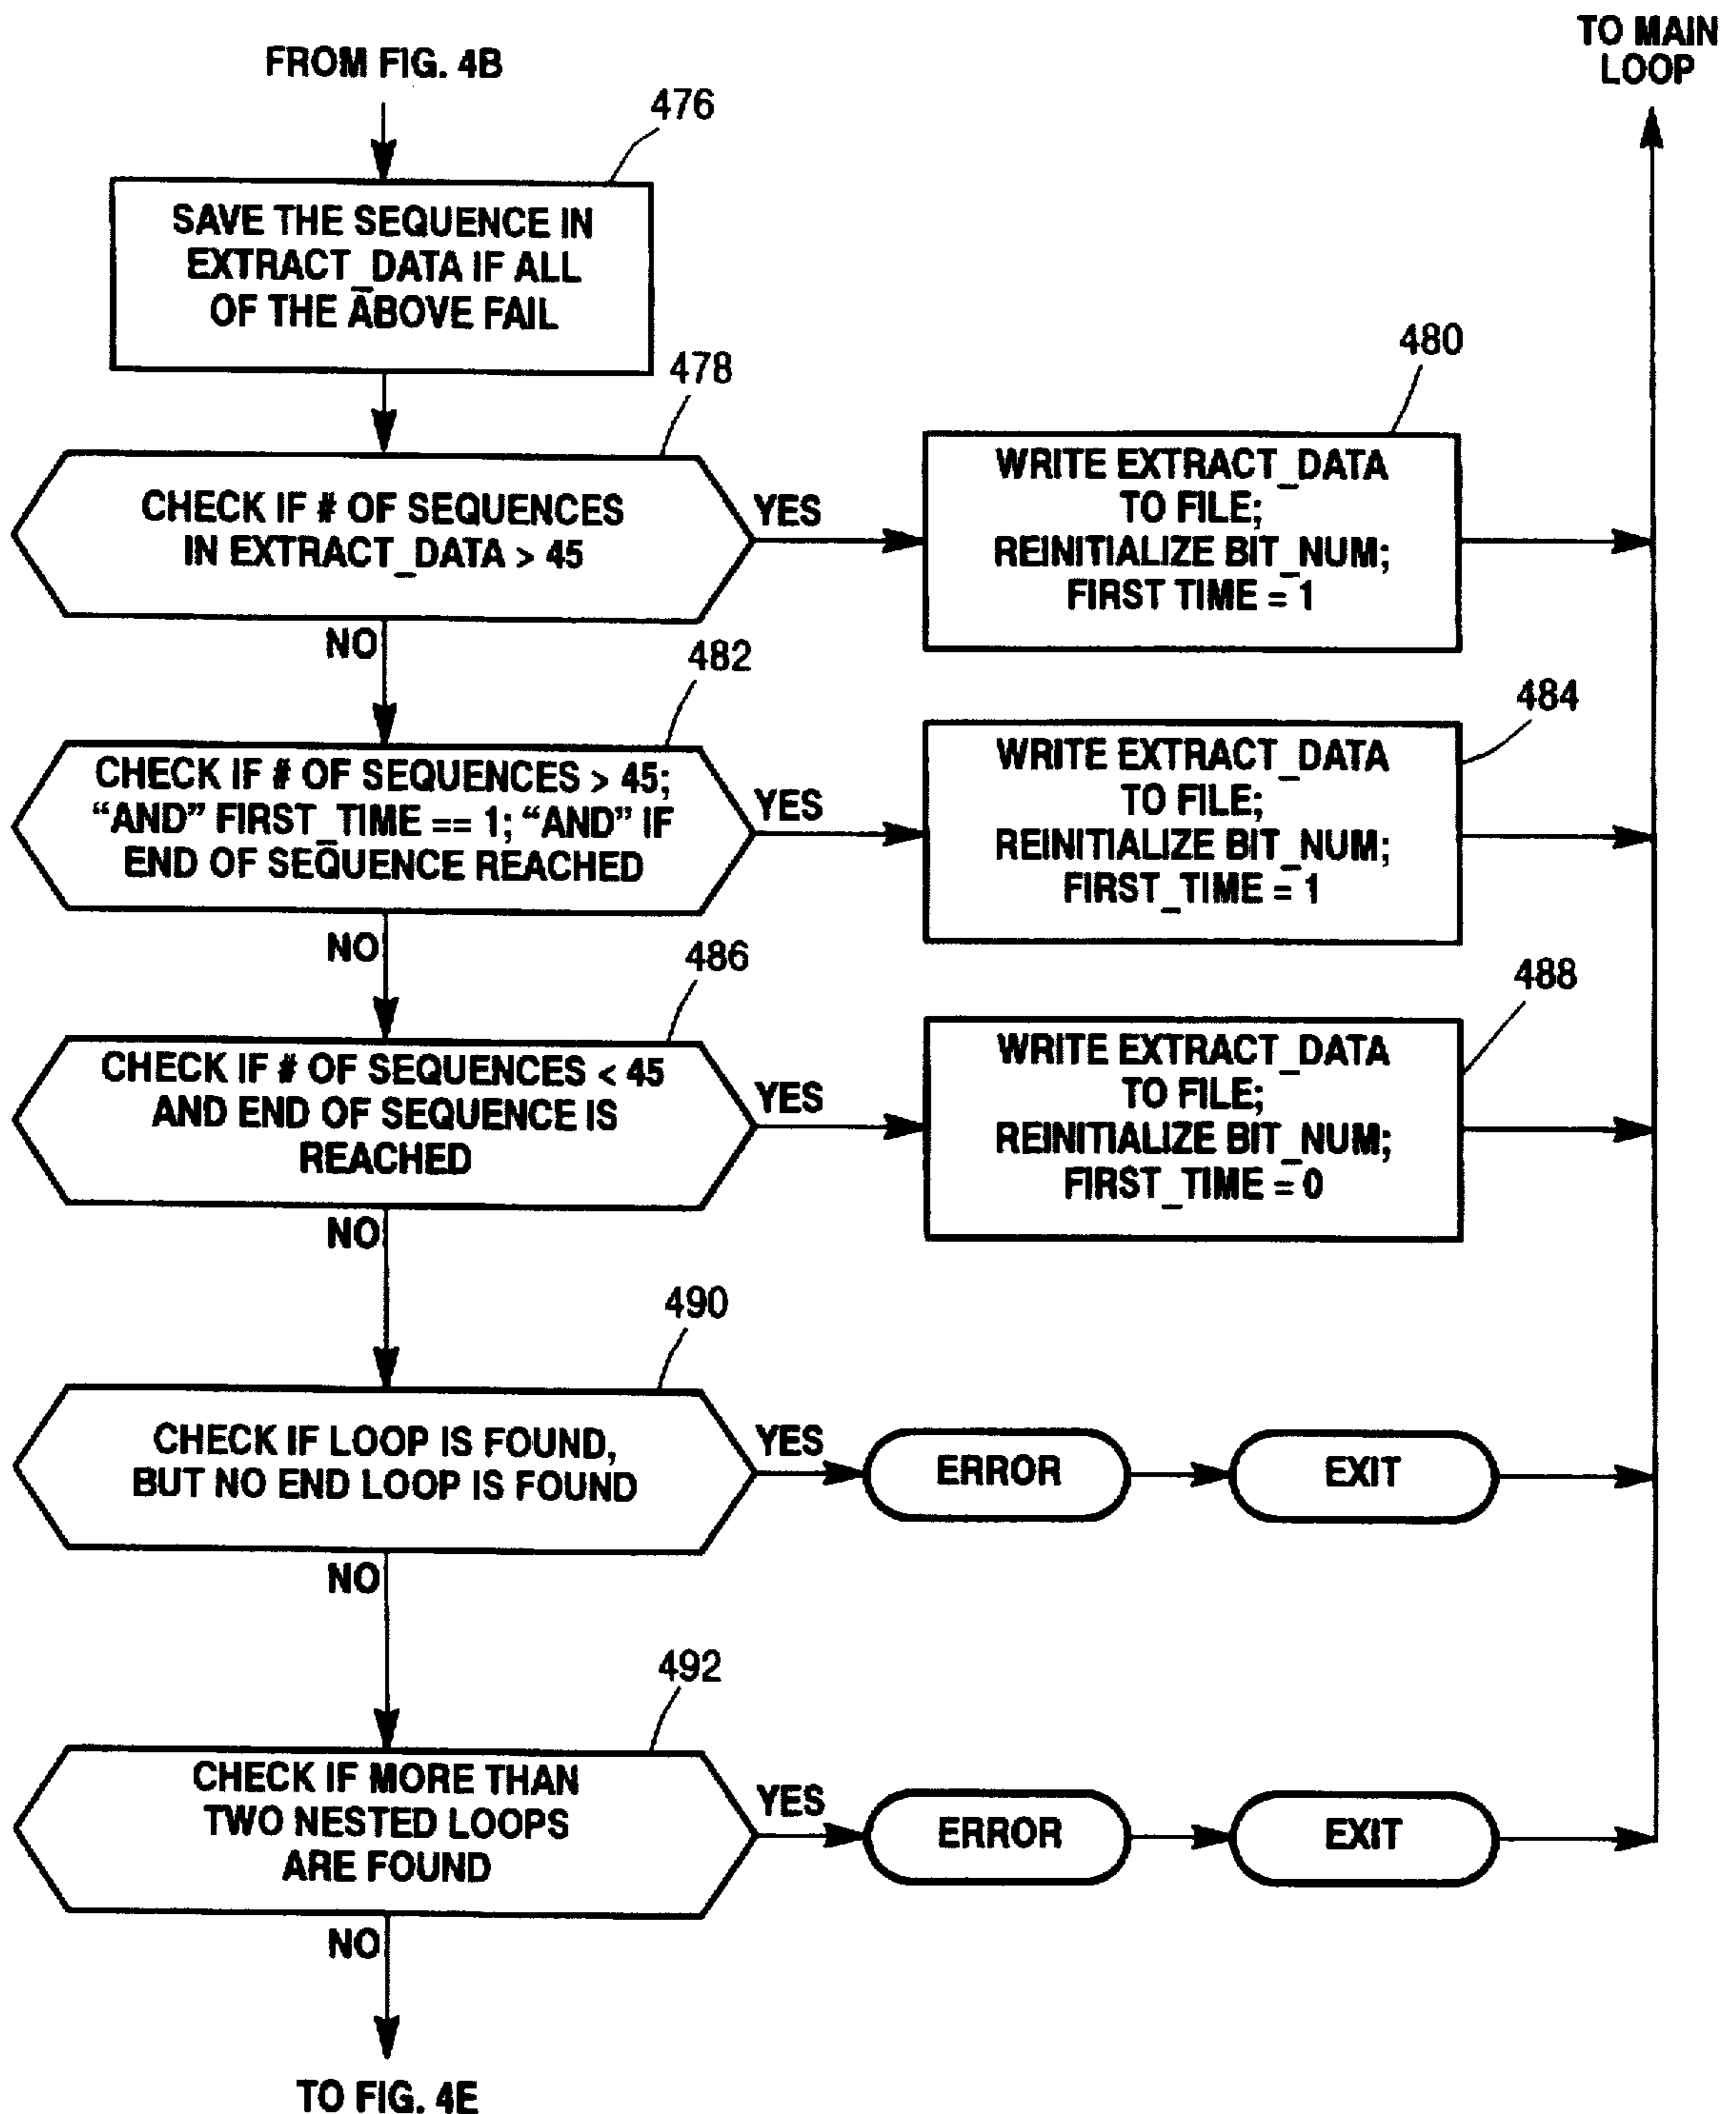 TO MAIN
LOOP
FROM FIG. 4B
476
SAVE THE SEQUENCE IN
EXTRACT_DATA IF ALL
OF THE ABOVE FAIL
478
CHECK IF # OF SEQUENCES
IN EXTRACT_DATA > 45
YES
NO
480
WRITE EXTRACT_DATA
TO FILE;
REINITIALIZE BIT_NUM;
FIRST TIME = 1
482
CHECK IF # OF SEQUENCES > 45;
“AND” FIRST_TIME == 1; “AND” IF
END OF SEQUENCE REACHED
YES
NO
484
WRITE EXTRACT_DATA
TO FILE;
REINITIALIZE BIT_NUM;
FIRST_TIME = 1
486
CHECK IF # OF SEQUENCES < 45
AND END OF SEQUENCE IS
REACHED
YES
NO
488
WRITE EXTRACT_DATA
TO FILE;
REINITIALIZE BIT_NUM;
FIRST_TIME = 0
490
CHECK IF LOOP IS FOUND,
BUT NO END LOOP IS FOUND
YES
NO
ERROR
EXIT
492
CHECK IF MORE THAN
TWO NESTED LOOPS
ARE FOUND
YES
NO
ERROR
EXIT
TO FIG. 4E